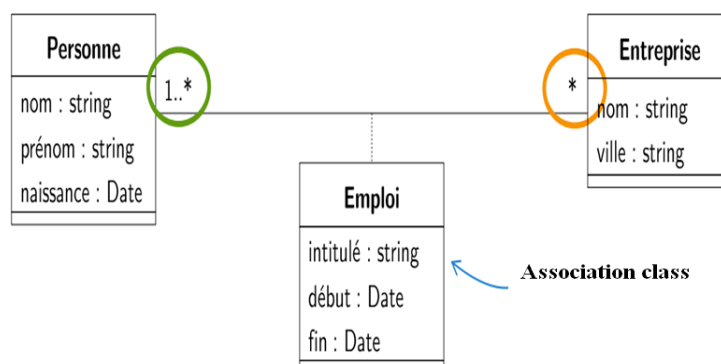 Personne
nom : string
prénom : string
naissance : Date
1..*
*
Entreprise
nom : string
ville : string
Emploi
intitulé : string
début : Date
fin : Date
Association class